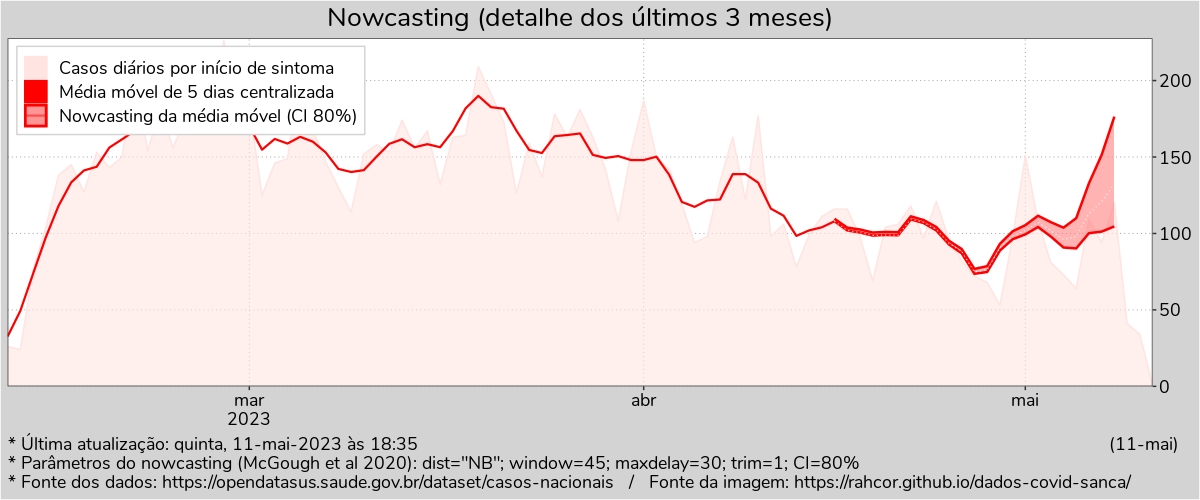 Nowcasting (detalhe dos últimos 3 meses)
Casos diários por início de sintoma
Média móvel de 5 dias centralizada
Nowcasting da média móvel (CI 80%)
200
150
100
50
0
mar
2023
abr
mai
* Última atualização: quinta, 11-mai-2023 às 18:35
(11-mai)
* Parâmetros do nowcasting (McGough et al 2020): dist="NB"; window=45; maxdelay=30; trim=1; CI=80%
* Fonte dos dados: https://opendatasus.saude.gov.br/dataset/casos-nacionais / Fonte da imagem: https://rahcor.github.io/dados-covid-sanca/